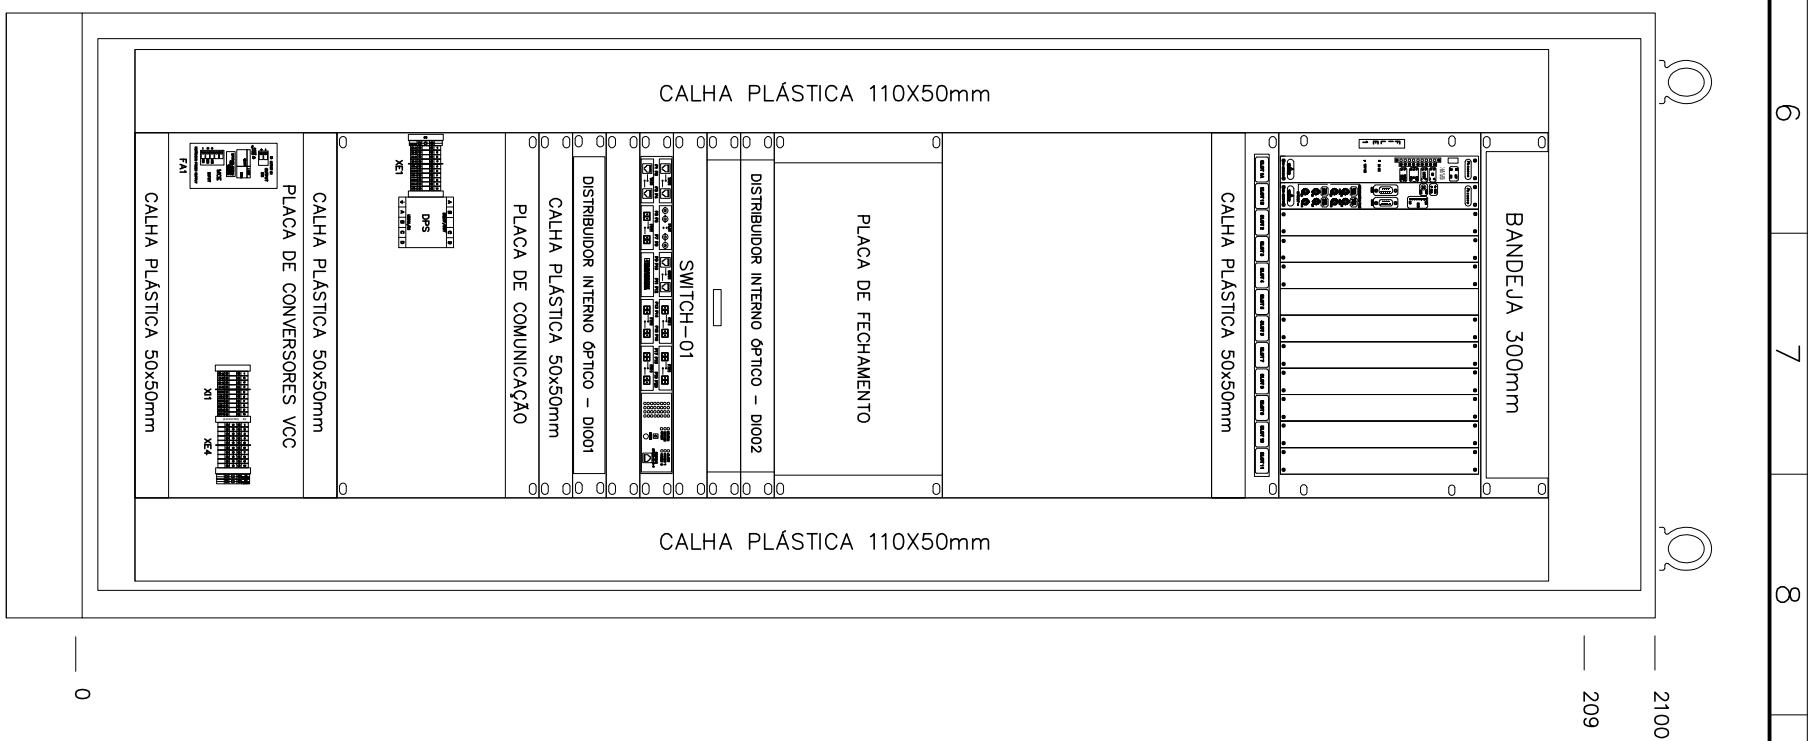 CALHA PLÁSTICA 110X50mm
CALHA PLÁSTICA 50x50mm
FA1
PLACA DE CONVERSORES VCC
X1
XE4
CALHA PLÁSTICA 50x50mm
XE1
DPS
PLACA DE COMUNICAÇÃO
CALHA PLÁSTICA 50x50mm
DISTRIBUIDOR INTERNO óPTICO - DIO01
SWITCH-01
DISTRIBUIDOR INTERNO óPTICO - DIO02
PLACA DE FECHAMENTO
CALHA PLÁSTICA 50x50mm
BANDEJA 300mm
CALHA PLÁSTICA 110X50mm
0
209
2100
6
7
8